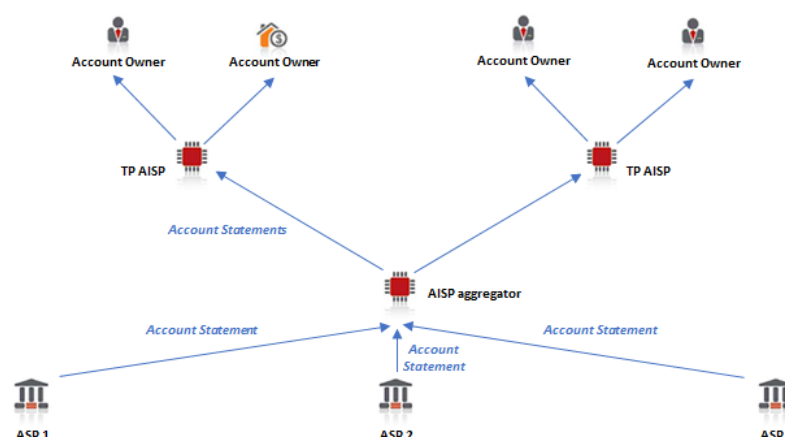 Account Owner
Account Owner
Account Owner
Account Owner
TP AISP
TP AISP
Account Statements
AISP aggregator
Account Statement
Account Statement
Account
Statement
ASP 1
ASP 2
ASP